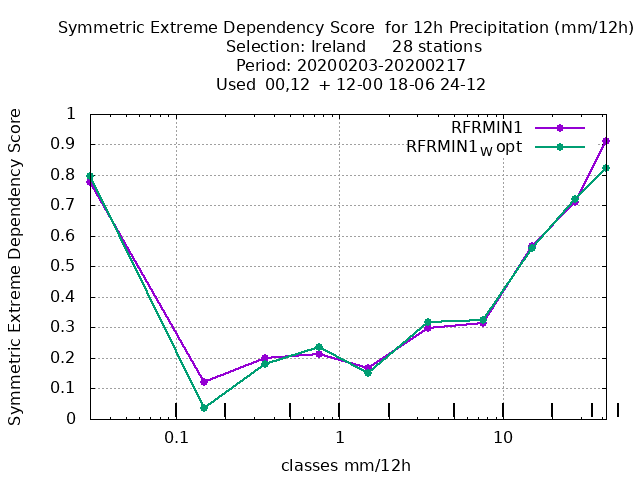 Symmetric Extreme Dependency Score for 12h Precipitation (mm/12h)
Selection: Ireland 28 stations
Period: 20200203-20200217
Used 00,12 + 12-00 18-06 24-12
Symmetric Extreme Dependency Score
1
0.9
0.8
0.7
0.6
0.5
0.4
0.3
0.2
0.1
0
RFRMIN1
RFRMIN1W opt
0.1 1 10
classes mm/12h